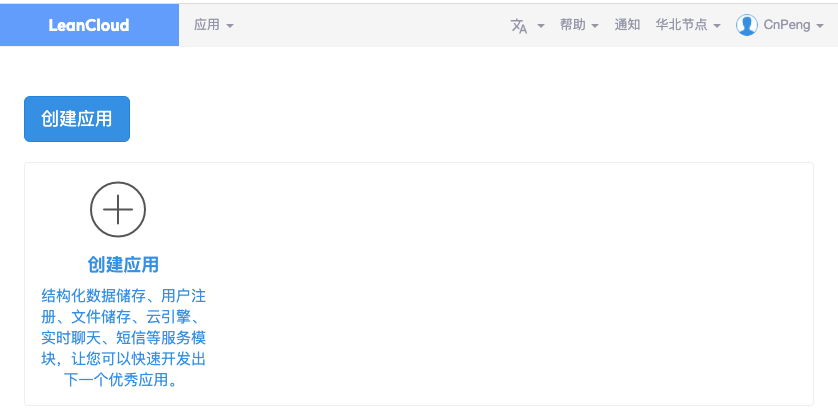 LeanCloud 应用 帮助 通知 华北节点 CnPeng
创建应用
创建应用
结构化数据储存、用户注
册、文件储存、云引擎、
实时聊天、短信等服务模
块，让您可以快速开发出
下一个优秀应用。